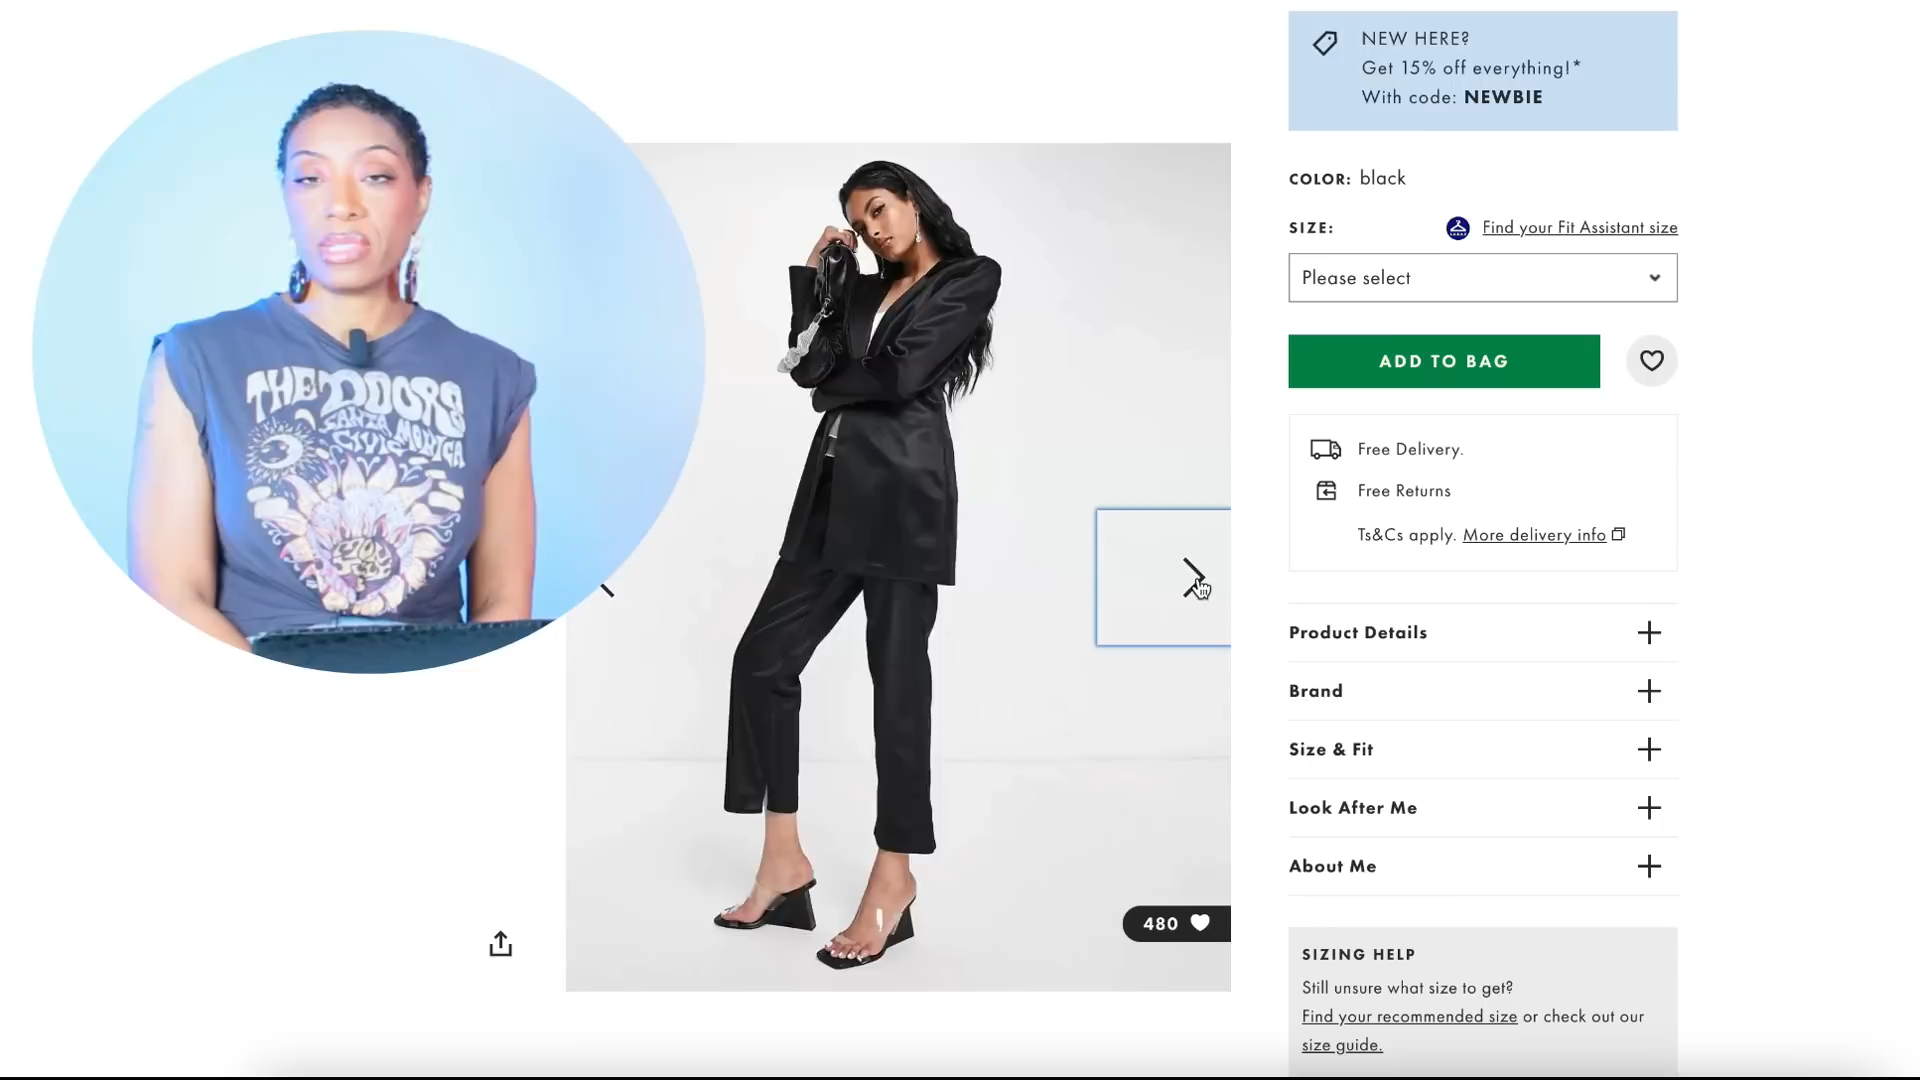 THE DOORS
SANTA MONICA
CIVIC
NEW HERE?
Get 15% off everything!*
With code: NEWBIE
COLOR: black
SIZE:
Find your Fit Assistant size
Please select
ADD TO BAG
Free Delivery.
Free Returns
Ts&Cs apply. More delivery info
Product Details
Brand
Size & Fit
Look After Me
About Me
480
SIZING HELP
Still unsure what size to get?
Find your recommended size or check out our
size guide.